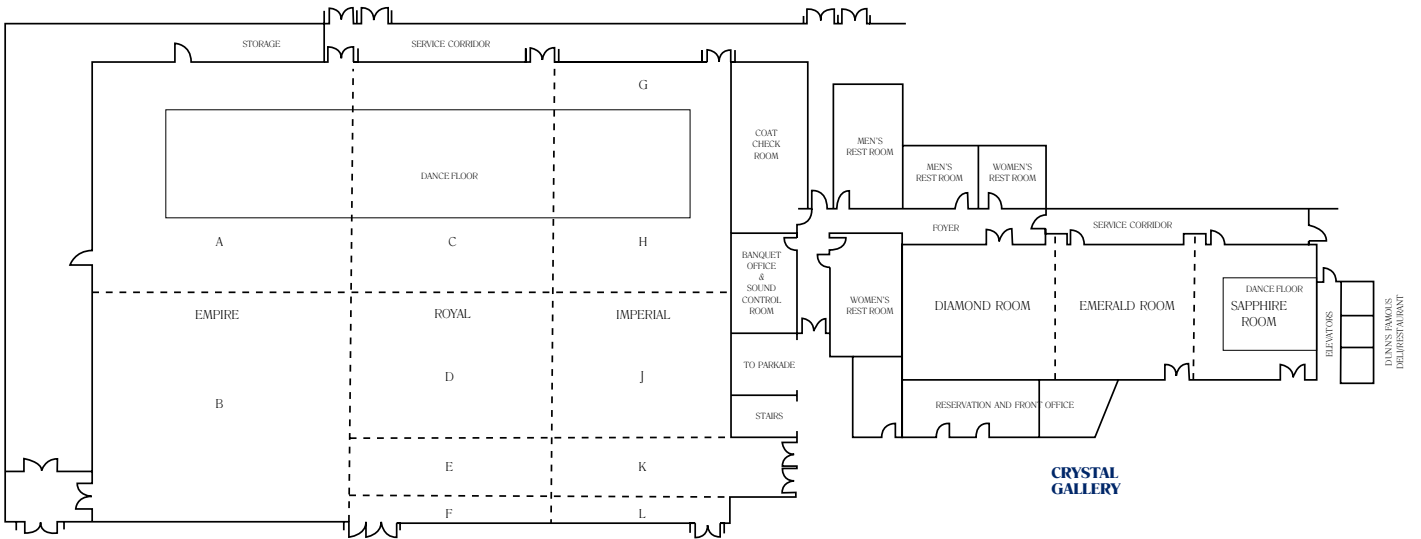 STORAGE
SERVICE CORRIDOR
G
COAT
CHECK
ROOM
MEN'S
REST ROOM
MEN'S
REST ROOM
WOMEN'S
REST ROOM
DANCE FLOOR
A
C
H
FOYER
SERVICE CORRIDOR
BANQUET
OFFICE
&
SOUND
CONTROL
ROOM
EMPIRE
ROYAL
IMPERIAL
WOMEN'S
REST ROOM
DIAMOND ROOM
EMERALD ROOM
DANCE FLOOR
SAPPHIRE
ROOM
ELEVATORS
DUNN'S FAMOUS
DELI/RESTAURANT
TO PARKADE
D
J
B
STAIRS
RESERVATION AND FRONT OFFICE
E
K
CRYSTAL
GALLERY
F
L